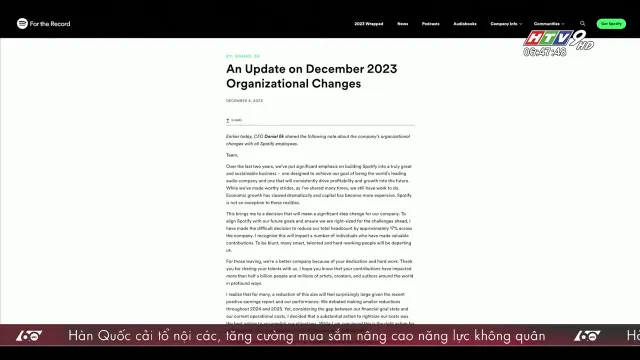 For the Record
2023 Wrapped News Podcasts Audiobooks Company Info Communities Get Spotify
HTV9 HD
06:47:48
An Update on December 2023
Organizational Changes
DECEMBER 4, 2023
SHARE
Earlier today, CEO Daniel Ek shared the following note about the company's organizational
changes with all Spotify employees.
Team,
Over the last two years, we've put significant emphasis on building Spotify into a truly great
and sustainable business – one designed to achieve our goal of being the world's leading
audio company and one that will consistently drive profitability and growth into the future.
While we've made worthy strides, as I've shared many times, we still have work to do.
Economic growth has slowed dramatically and capital has become more expensive. Spotify
is not an exception to these realities.
This brings me to a decision that will mean a significant step change for our company. To
align Spotify with our future goals and ensure we are right-sized for the challenges ahead, I
have made the difficult decision to reduce our total headcount by approximately 17% across
the company. I recognize this will impact a number of individuals who have made valuable
contributions. To be blunt, many smart, talented and hard-working people will be departing
us.
For those leaving, we're a better company because of your dedication and hard work. Thank
you for sharing your talents with us. I hope you know that your contributions have impacted
more than half a billion people and millions of artists, creators, and authors around the world
in profound ways.
I realize that for many, a reduction of this size will feel surprisingly large given the recent
positive earnings report and our performance. We debated making smaller reductions
throughout 2024 and 2025. Yet, considering the gap between our financial goal state and
our current operational costs, I decided that a substantial action to rightsize our costs was
60 Hàn Quốc cải tổ nội các, tăng cường mua sắm nâng cao năng lực không quân 60